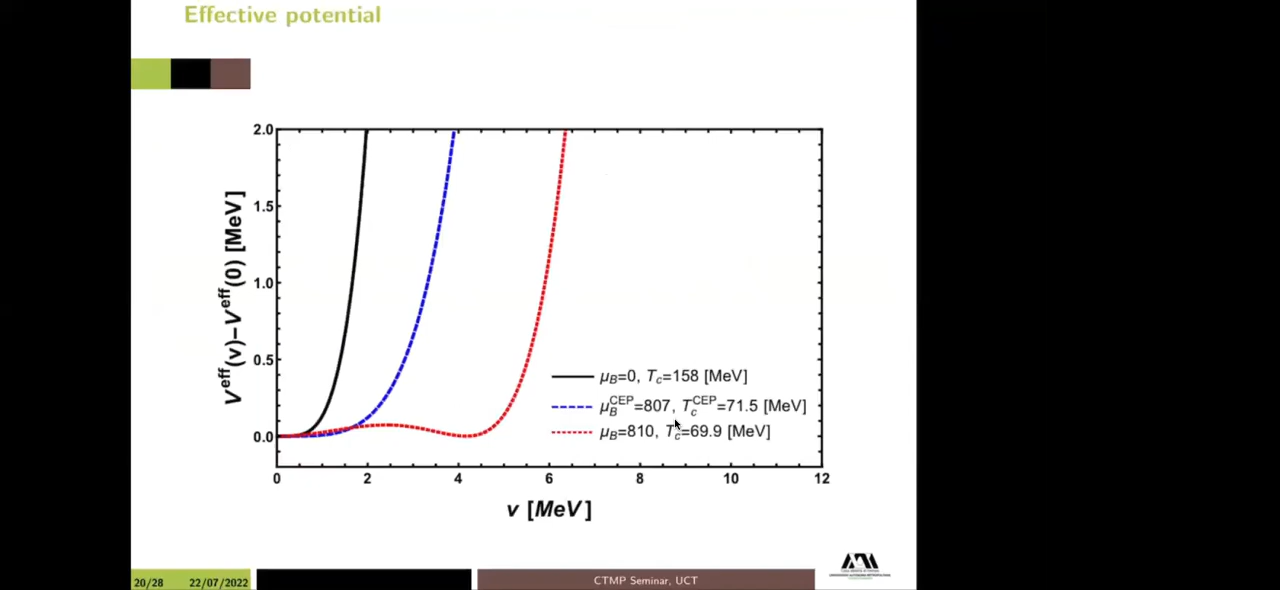 Effective potential
2.0
1.5
1.0
0.5
0.0
V^eff(v)−V^eff(0) [MeV]
μ_B=0, T_c=158 [MeV]
μ_B^CEP=807, T_c^CEP=71.5 [MeV]
μ_B=810, T_c=69.9 [MeV]
0 2 4 6 8 10 12
v [MeV]
20/28 22/07/2022 CTMP Seminar, UCT